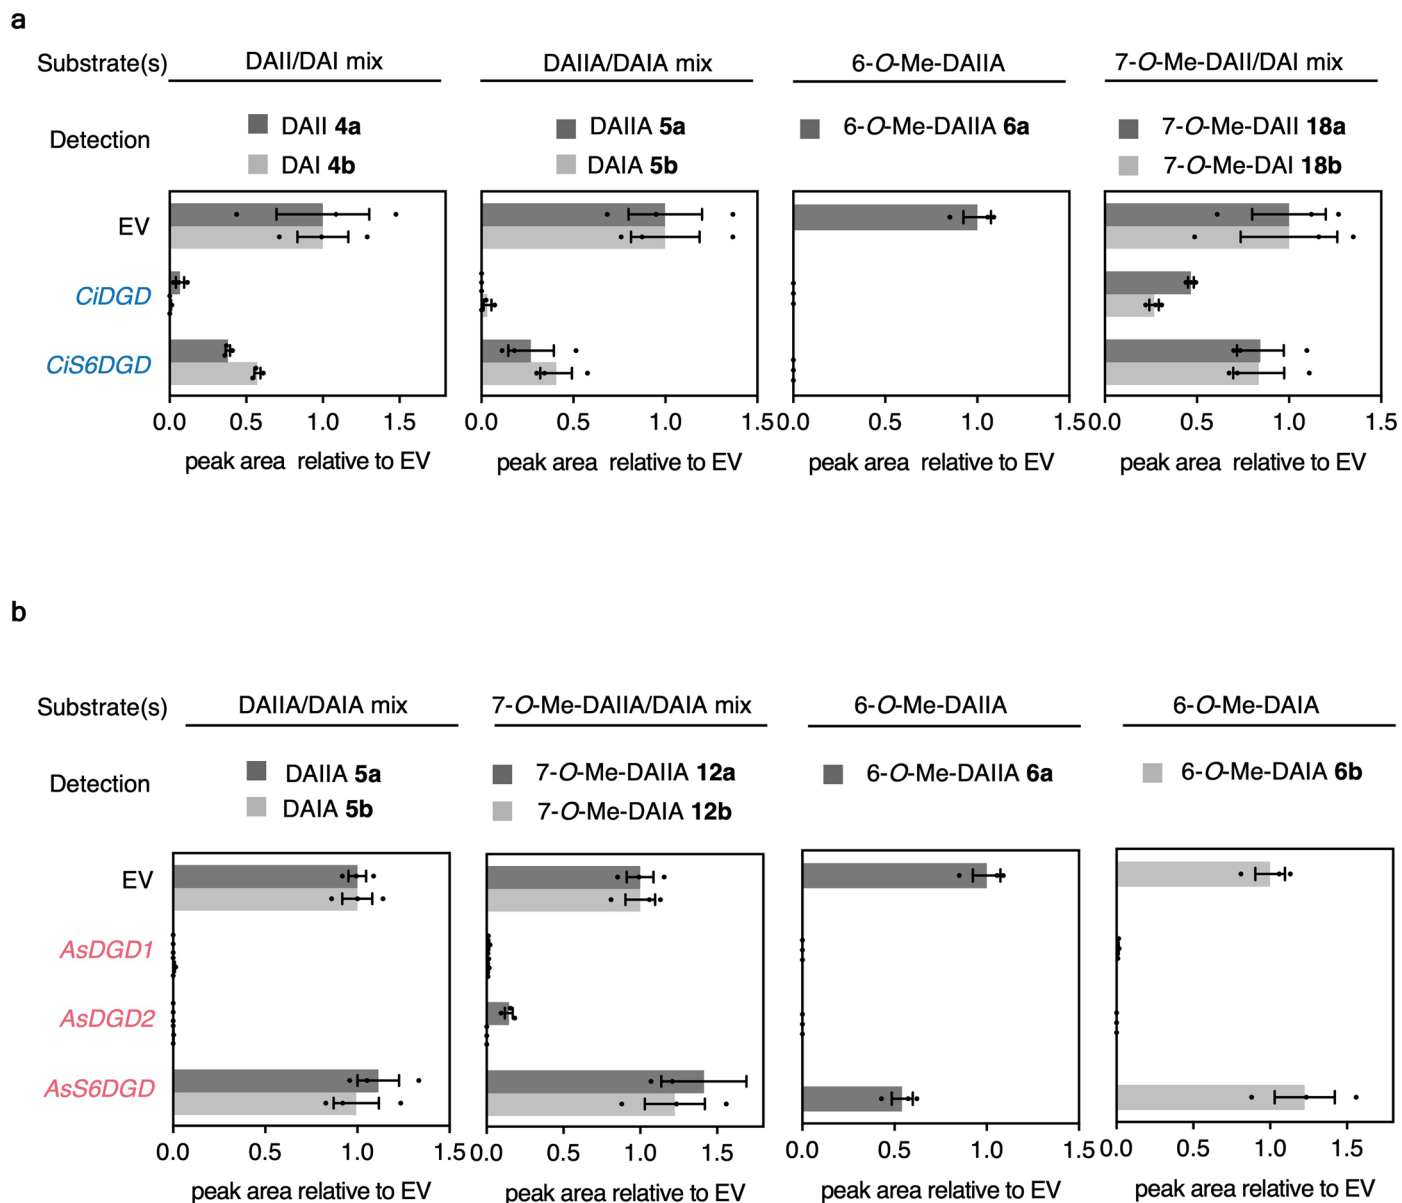 a
Substrate(s) DAII/DAI mix DAIIA/DAIA mix 6-O-Me-DAIIA 7-O-Me-DAII/DAI mix
Detection DAII 4a DAIIA 5a 6-O-Me-DAIIA 6a 7-O-Me-DAII 18a
DAI 4b DAIA 5b 7-O-Me-DAI 18b
EV
CiDGD
CiS6DGD
0.0 0.5 1.0 1.5 0.0 0.5 1.0 1.5 0.0 0.5 1.0 1.5 0.0 0.5 1.0 1.5
peak area relative to EV peak area relative to EV peak area relative to EV peak area relative to EV
b
Substrate(s) DAIIA/DAIA mix 7-O-Me-DAIIA/DAIA mix 6-O-Me-DAIIA 6-O-Me-DAIA
Detection DAIIA 5a 7-O-Me-DAIIA 12a 6-O-Me-DAIIA 6a 6-O-Me-DAIA 6b
DAIA 5b 7-O-Me-DAIA 12b
EV
AsDGD1
AsDGD2
AsS6DGD
0.0 0.5 1.0 1.5 0.0 0.5 1.0 1.5 0.0 0.5 1.0 1.5 0.0 0.5 1.0 1.5
peak area relative to EV peak area relative to EV peak area relative to EV peak area relative to EV